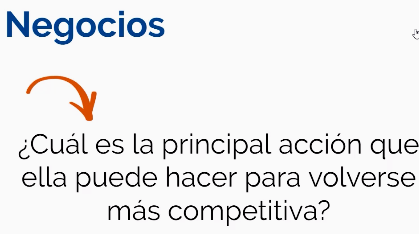 Negocios
¿Cuál es la principal acción que
ella puede hacer para volverse
más competitiva?